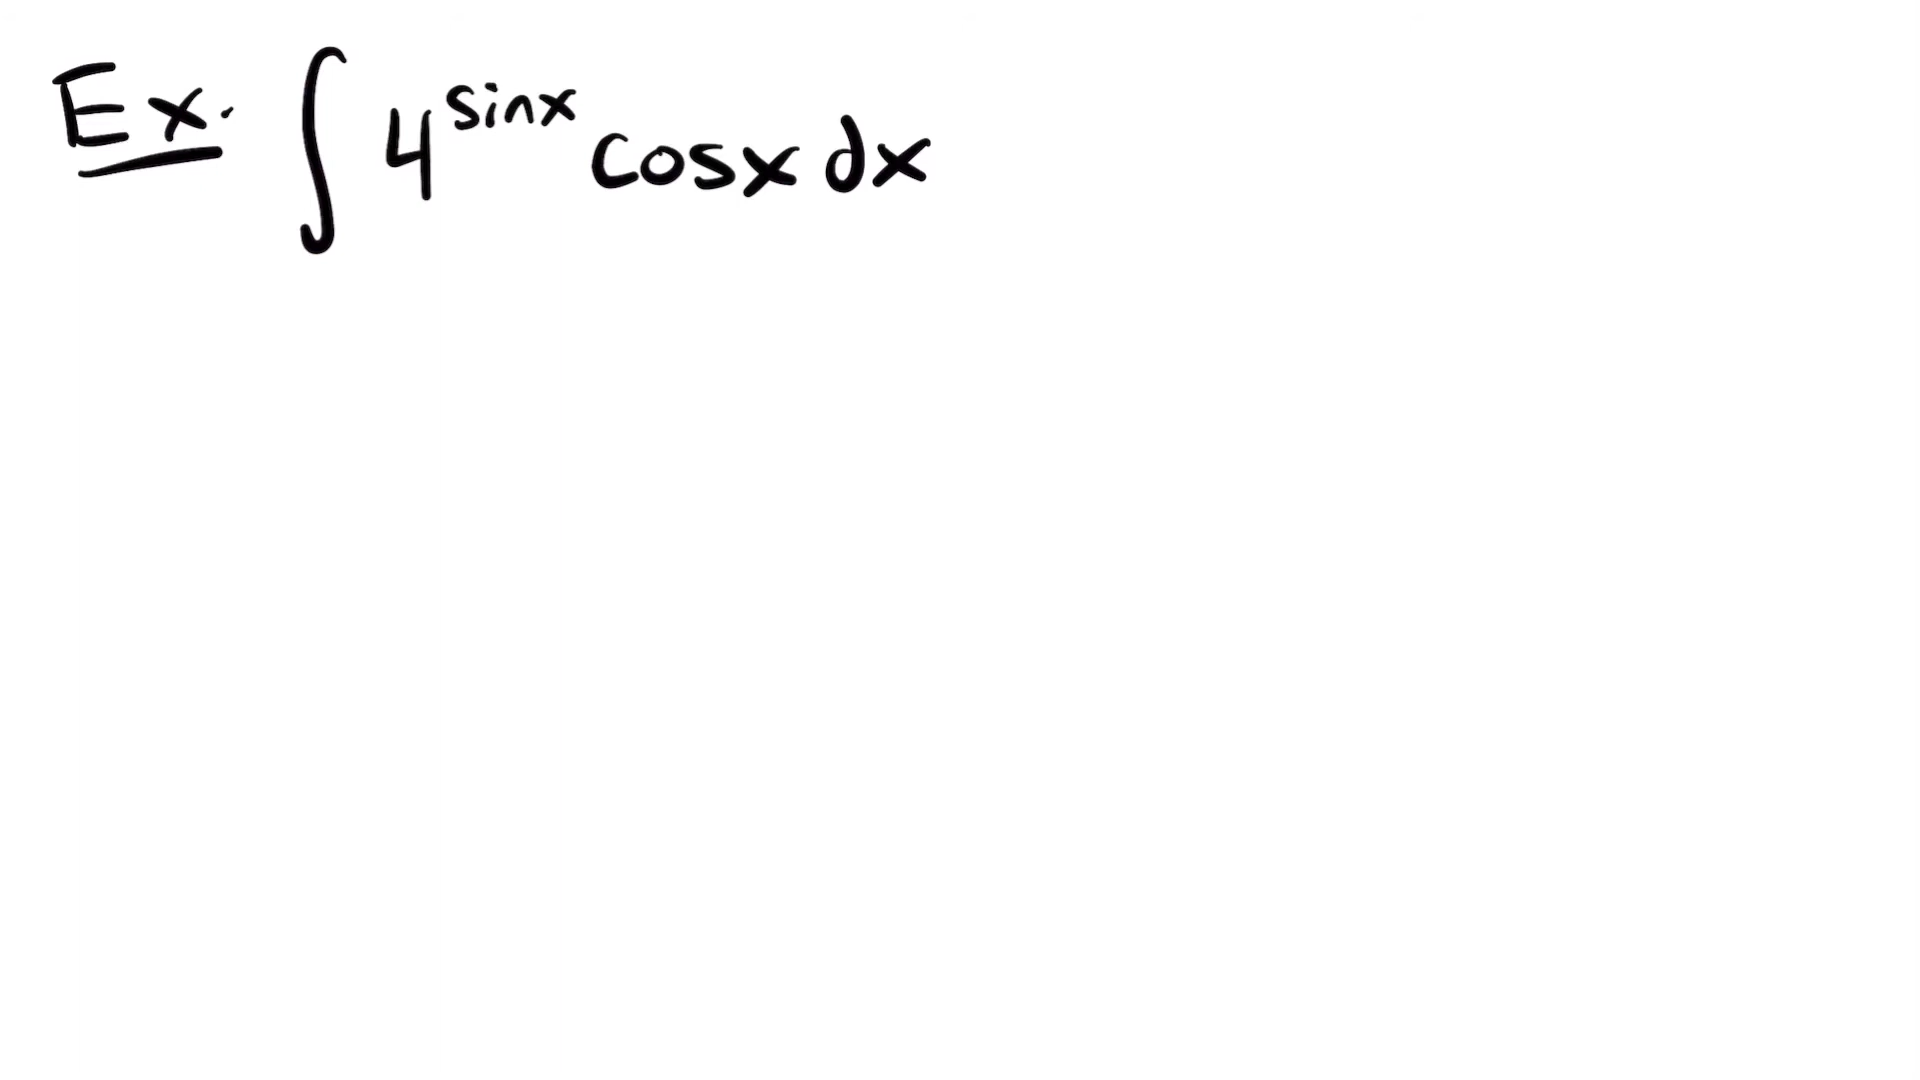 Ex. ∫ 4^sinx cosx dx